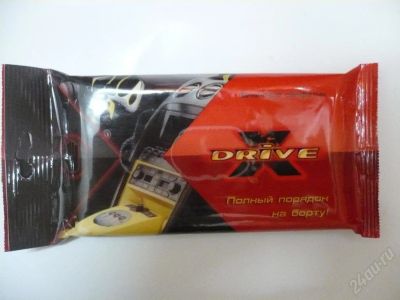 X
DRIVE
Полный порядок
на борту!
24au.ru